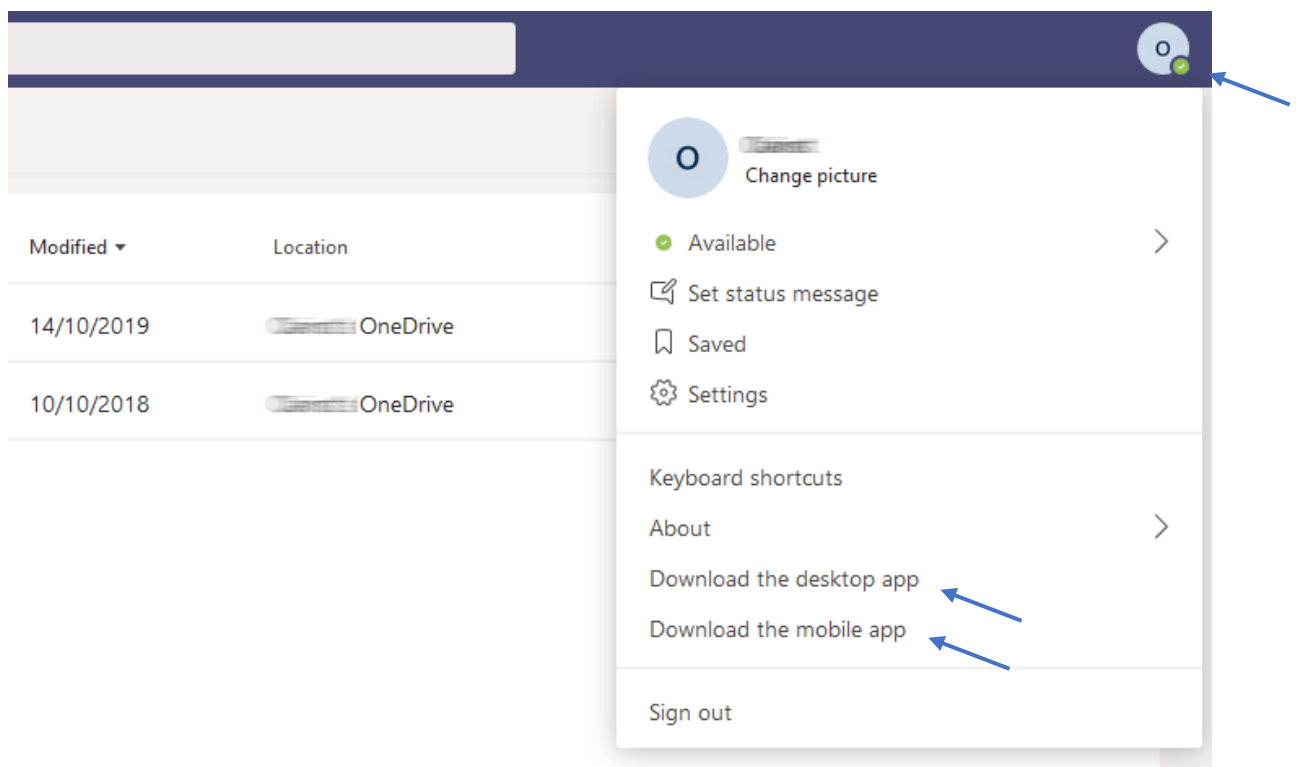 O
O
Change picture
Modified Location
Available
Set status message
14/10/2019 OneDrive
Saved
Settings
10/10/2018 OneDrive
Keyboard shortcuts
About
Download the desktop app
Download the mobile app
Sign out